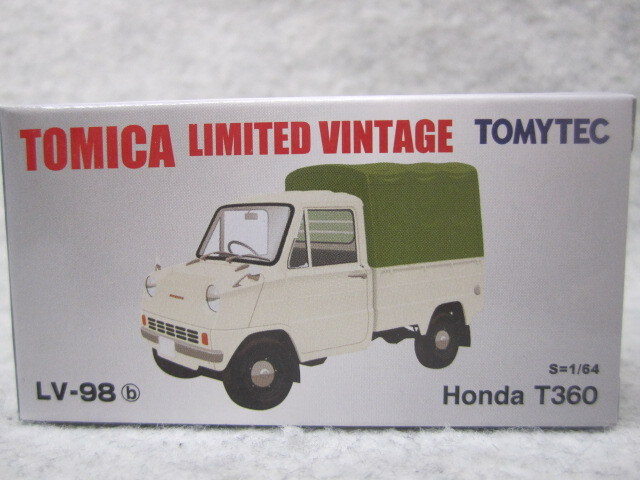 TOMICA LIMITED VINTAGE TOMYTEC
S=1/64
LV-98 ⓑ Honda T360